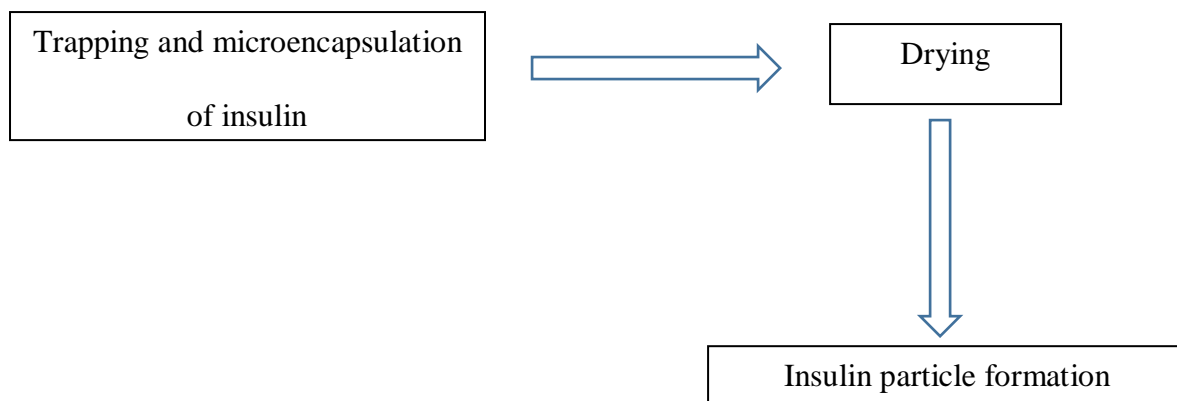 Trapping and microencapsulation
of insulin
Drying
Insulin particle formation